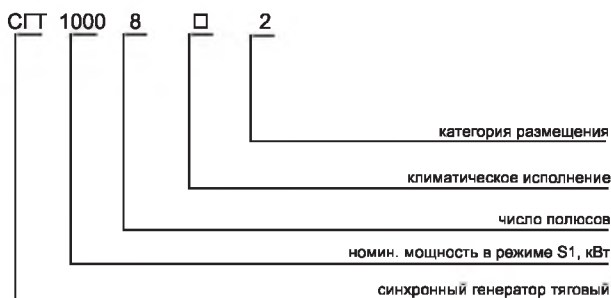 СГТ 1000 8 □ 2
категория размещения
климатическое исполнение
число полюсов
номин. мощность в режиме S1, кВт
синхронный генератор тяговый